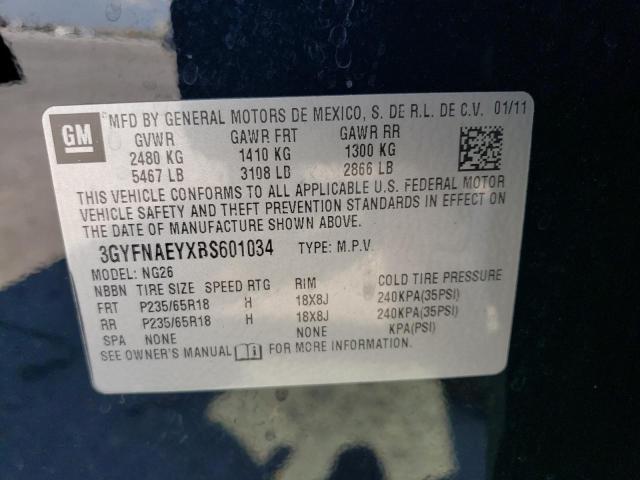 MFD BY GENERAL MOTORS DE MEXICO, S. DE R.L. DE C.V. 01/11
GM
GVWR GAWR FRT GAWR RR
2480 KG 1410 KG 1300 KG
5467 LB 3108 LB 2866 LB
THIS VEHICLE CONFORMS TO ALL APPLICABLE U.S. FEDERAL MOTOR
VEHICLE SAFETY AND THEFT PREVENTION STANDARDS IN EFFECT ON
THE DATE OF MANUFACTURE SHOWN ABOVE.
3GYFNAEYXBS601034 TYPE: M.P.V.
MODEL: NG26
NBBN TIRE SIZE SPEED RTG RIM COLD TIRE PRESSURE
FRT P235/65R18 H 18X8J 240KPA(35PSI)
RR P235/65R18 H 18X8J 240KPA(35PSI)
SPA NONE NONE KPA(PSI)
SEE OWNER'S MANUAL FOR MORE INFORMATION.